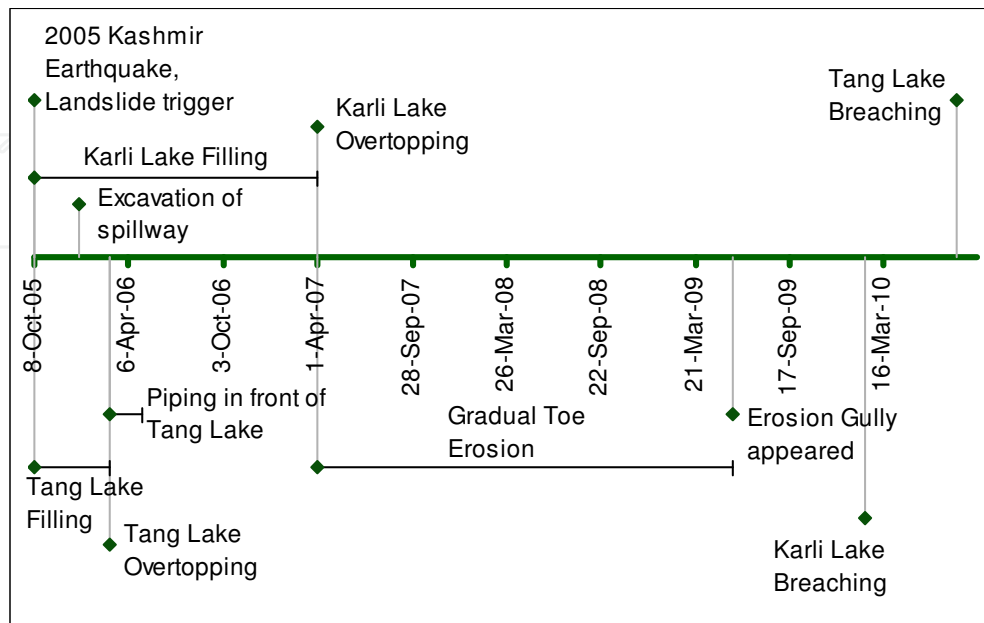 2005 Kashmir
Earthquake,
Landslide trigger
Tang Lake
Breaching
Karli Lake
Overtopping
Karli Lake Filling
Excavation of
spillway
8-Oct-05
6-Apr-06
3-Oct-06
1-Apr-07
28-Sep-07
26-Mar-08
22-Sep-08
21-Mar-09
17-Sep-09
16-Mar-10
Piping in front of
Tang Lake
Gradual Toe
Erosion
Erosion Gully
appeared
Tang Lake
Filling
Tang Lake
Overtopping
Karli Lake
Breaching